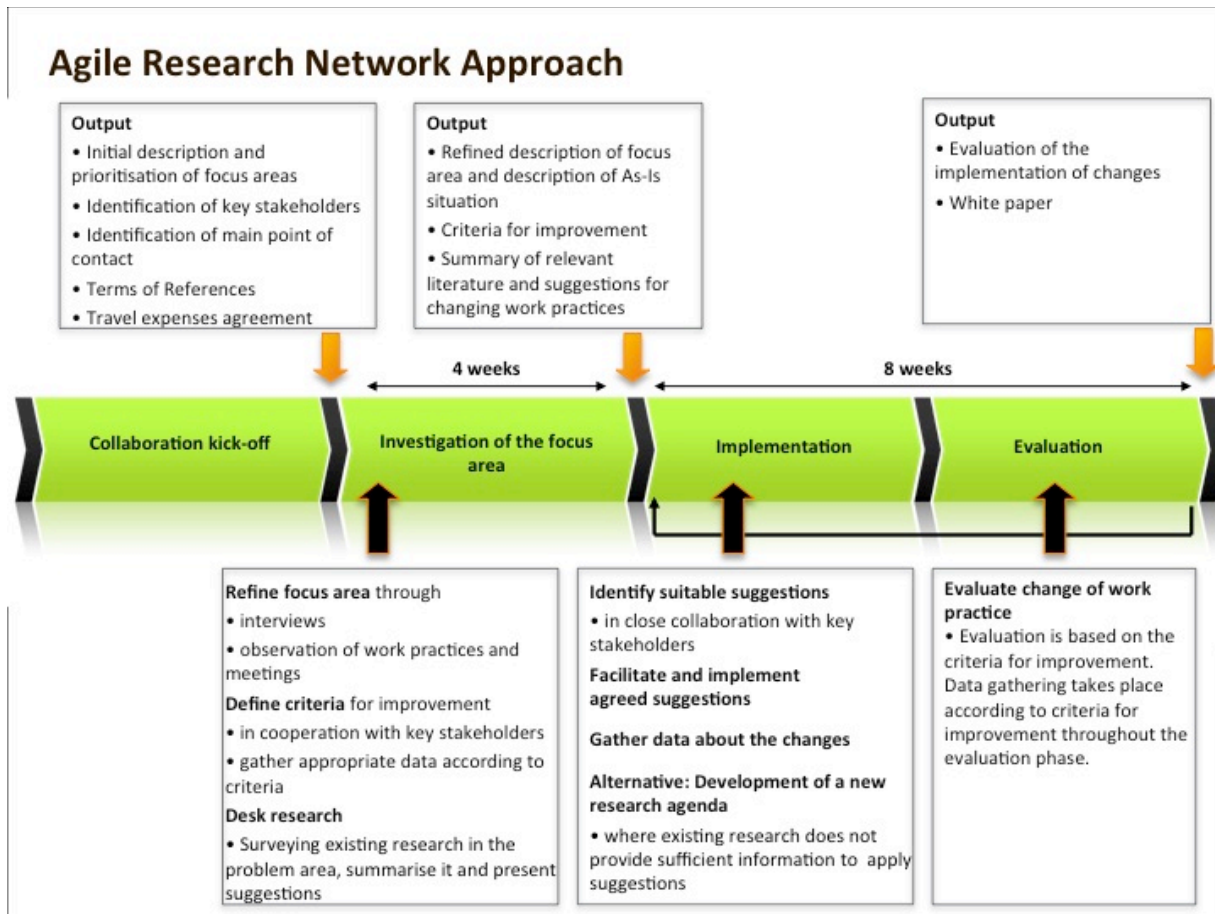 Agile Research Network Approach
Output
• Initial description and
prioritisation of focus areas
• Identification of key stakeholders
• Identification of main point of
contact
• Terms of References
• Travel expenses agreement
Output
• Refined description of focus
area and description of As-Is
situation
• Criteria for improvement
• Summary of relevant
literature and suggestions for
changing work practices
Output
• Evaluation of the
implementation of changes
• White paper
4 weeks
8 weeks
Collaboration kick-off
Investigation of the focus
area
Implementation
Evaluation
Refine focus area through
• interviews
• observation of work practices and
meetings
Define criteria for improvement
• in cooperation with key stakeholders
• gather appropriate data according to
criteria
Desk research
• Surveying existing research in the
problem area, summarise it and present
suggestions
Identify suitable suggestions
• in close collaboration with key
stakeholders
Facilitate and implement
agreed suggestions
Gather data about the changes
Alternative: Development of a new
research agenda
• where existing research does not
provide sufficient information to apply
suggestions
Evaluate change of work
practice
• Evaluation is based on the
criteria for improvement.
Data gathering takes place
according to criteria for
improvement throughout the
evaluation phase.